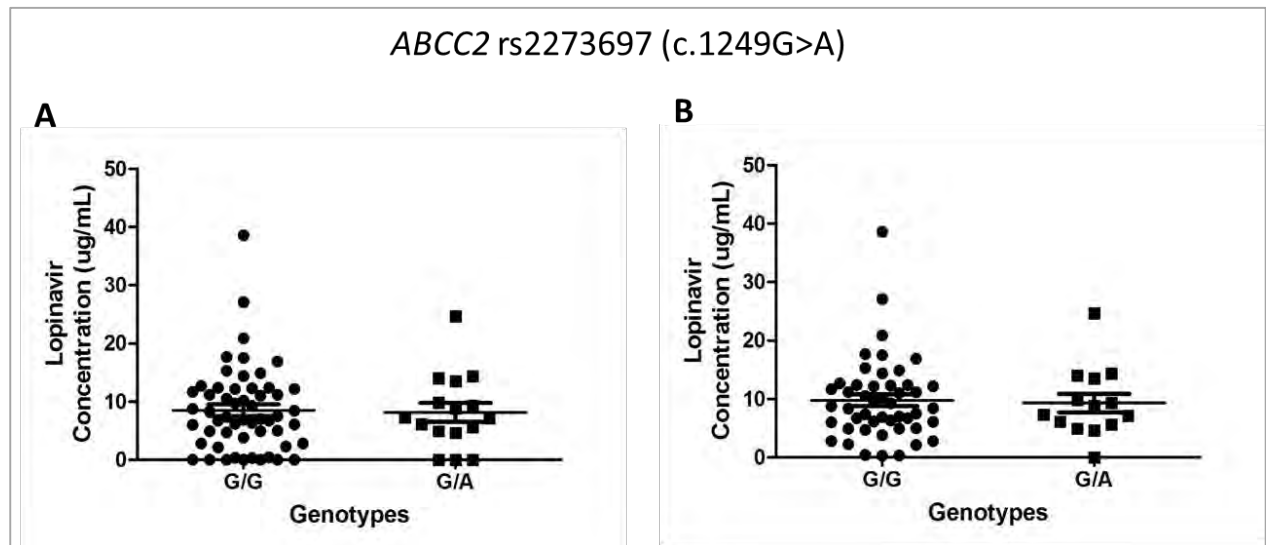 ABCC2 rs2273697 (c.1249G>A)
A
50
40
30
20
10
0
Lopinavir
Concentration (ug/mL)
G/G G/A
Genotypes
B
50
40
30
20
10
0
Lopinavir
Concentration (ug/mL)
G/G G/A
Genotypes